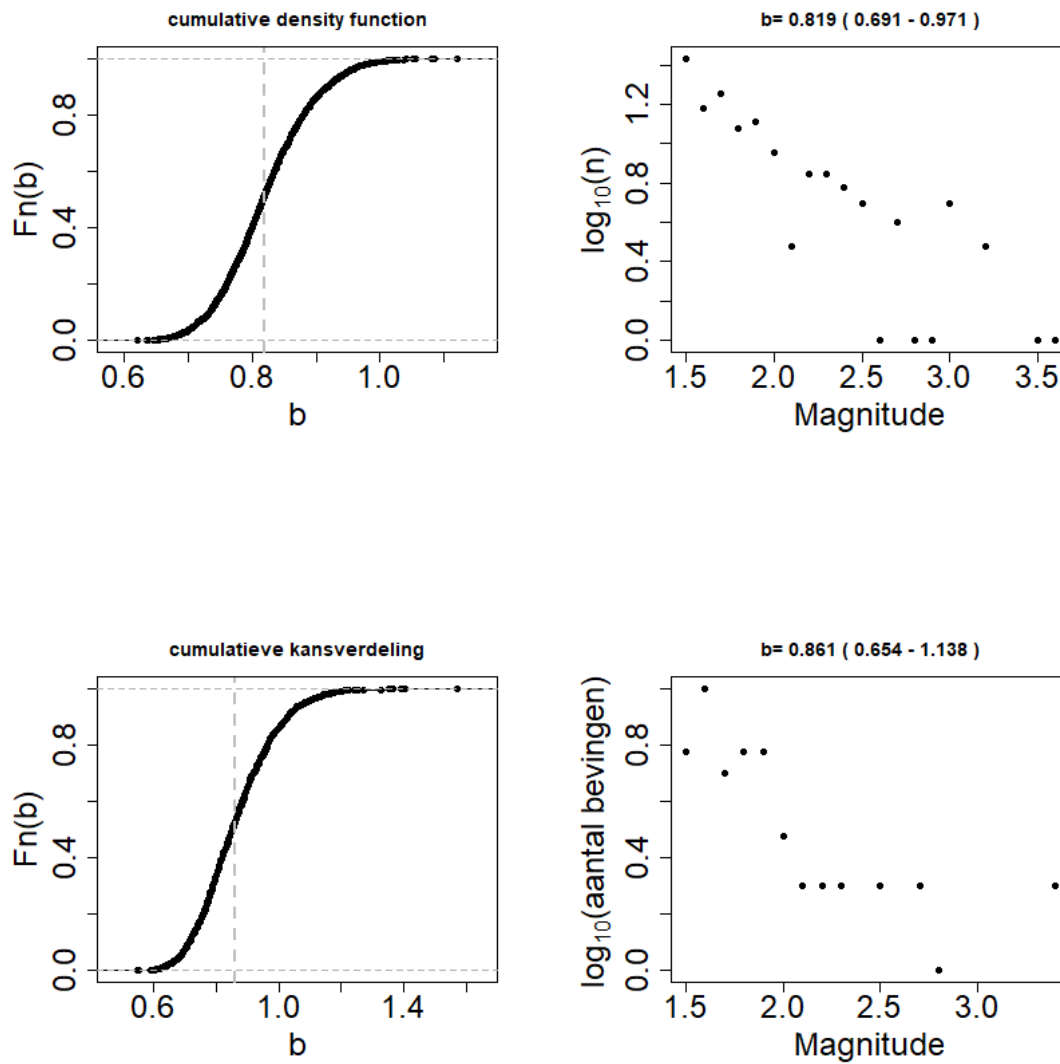 cumulative density function
Fn(b)
0.0 0.4 0.8
0.6 0.8 1.0
b
b= 0.819 ( 0.691 - 0.971 )
log10(n)
0.0 0.4 0.8 1.2
1.5 2.0 2.5 3.0 3.5
Magnitude
cumulatieve kansverdeling
Fn(b)
0.0 0.4 0.8
0.6 1.0 1.4
b
b= 0.861 ( 0.654 - 1.138 )
log10(aantal bevingen)
0.0 0.4 0.8
1.5 2.0 2.5 3.0
Magnitude